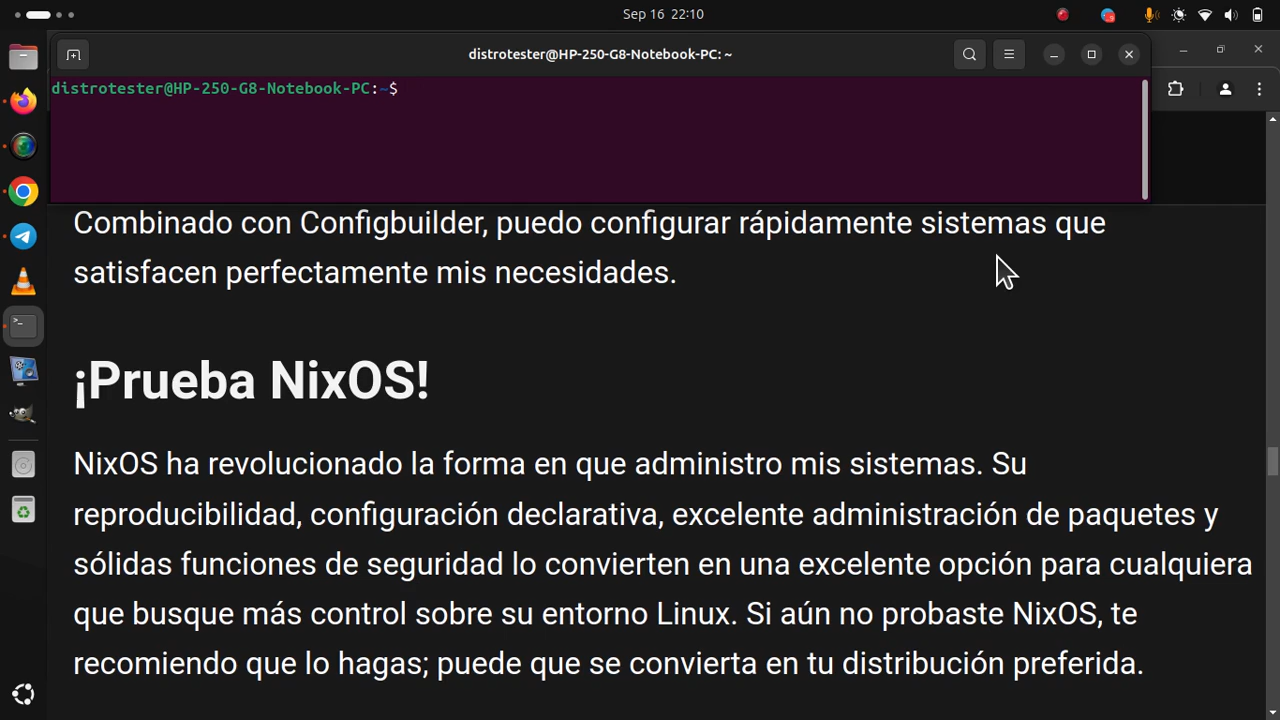 Sep 16 22:10
distrotester@HP-250-G8-Notebook-PC: ~
distrotester@HP-250-G8-Notebook-PC:~$
Combinado con Configbuilder, puedo configurar rápidamente sistemas que
satisfacen perfectamente mis necesidades.
¡Prueba NixOS!
NixOS ha revolucionado la forma en que administro mis sistemas. Su
reproducibilidad, configuración declarativa, excelente administración de paquetes y
sólidas funciones de seguridad lo convierten en una excelente opción para cualquiera
que busque más control sobre su entorno Linux. Si aún no probaste NixOS, te
recomiendo que lo hagas; puede que se convierta en tu distribución preferida.